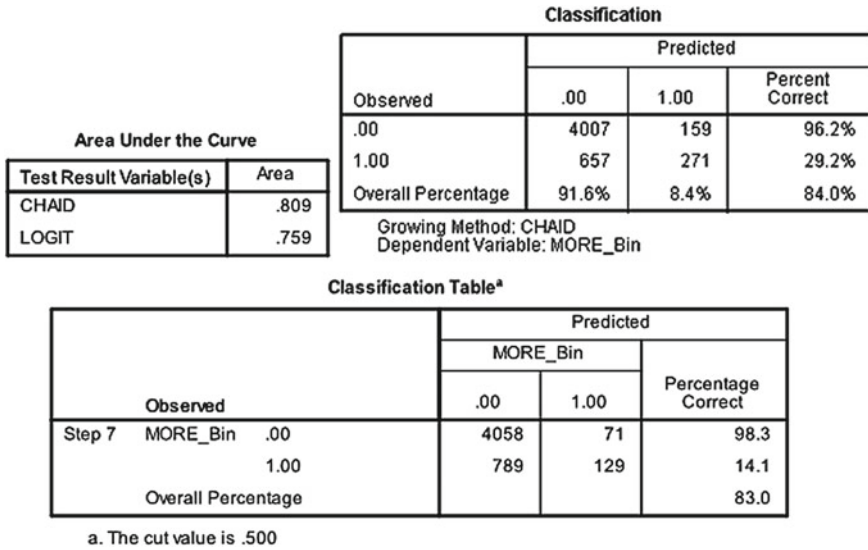 Classification
Predicted
Observed .00 1.00 Percent Correct
.00 4007 159 96.2%
1.00 657 271 29.2%
Overall Percentage 91.6% 8.4% 84.0%
Growing Method: CHAID
Dependent Variable: MORE_Bin
Area Under the Curve
Test Result Variable(s) Area
CHAID .809
LOGIT .759
Classification Tableª
Predicted
MORE_Bin
Observed .00 1.00 Percentage Correct
Step 7 MORE_Bin .00 4058 71 98.3
1.00 789 129 14.1
Overall Percentage 83.0
a. The cut value is .500